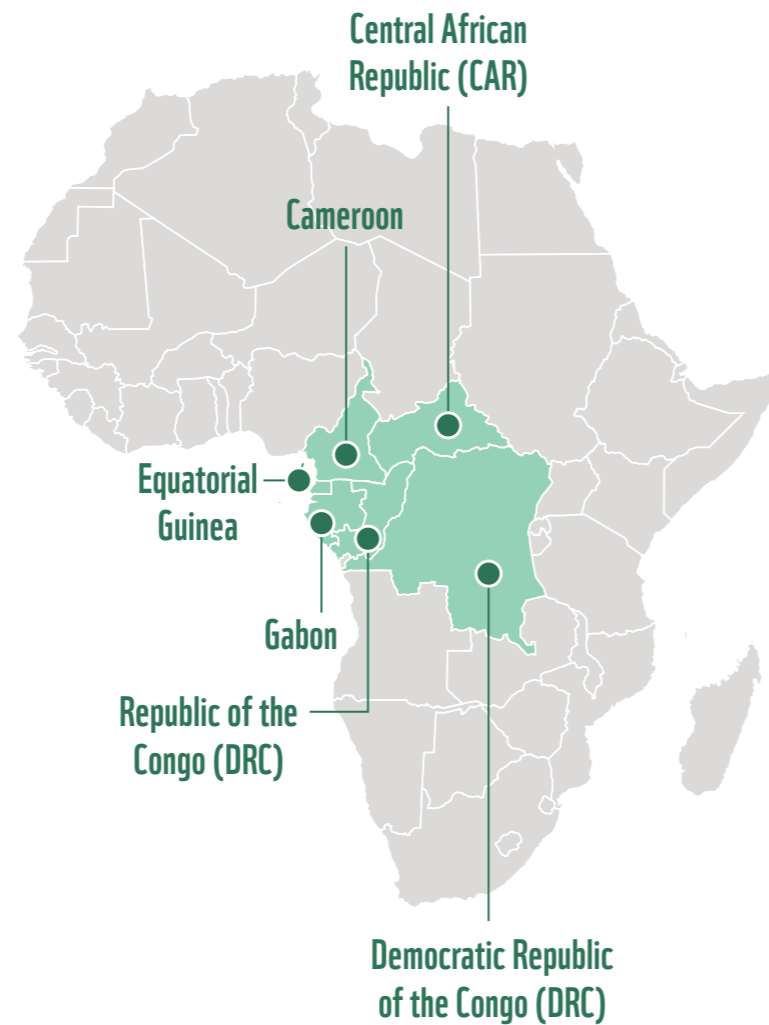 Central African
Republic (CAR)
Cameroon
Equatorial
Guinea
Gabon
Republic of the
Congo (DRC)
Democratic Republic
of the Congo (DRC)